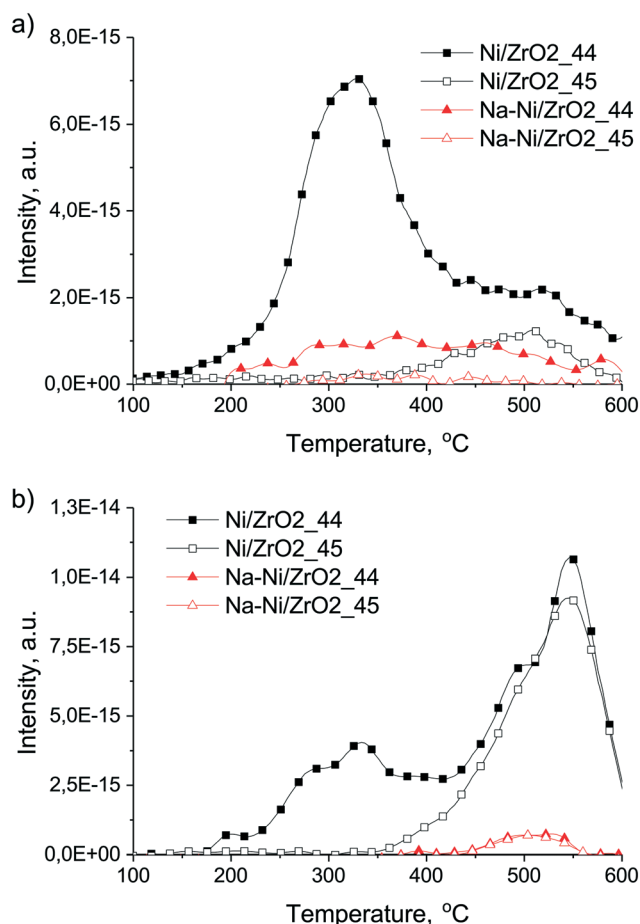 a)
8,0E-15
6,0E-15
4,0E-15
2,0E-15
0,0E+00
Intensity, a.u.
Ni/ZrO2_44
Ni/ZrO2_45
Na-Ni/ZrO2_44
Na-Ni/ZrO2_45
100 200 300 400 500 600
Temperature, °C
b)
1,3E-14
1,0E-14
7,5E-15
5,0E-15
2,5E-15
0,0E+00
Intensity, a.u.
Ni/ZrO2_44
Ni/ZrO2_45
Na-Ni/ZrO2_44
Na-Ni/ZrO2_45
100 200 300 400 500 600
Temperature, °C